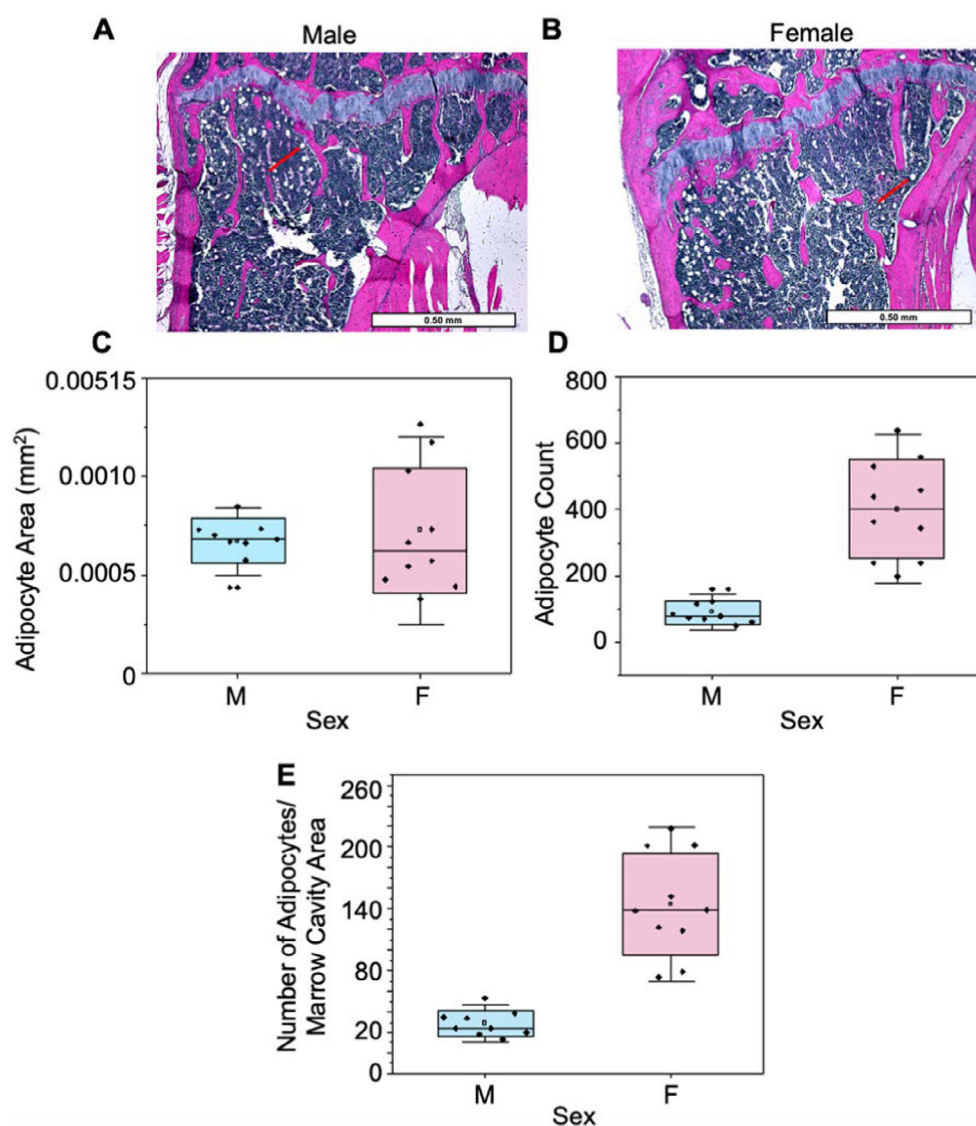 A
Male
B
Female
0.50 mm
0.50 mm
C
D
0.00515
0.0010
0.0005
0
Adipocyte Area (mm²)
M
F
Sex
800
600
400
200
0
Adipocyte Count
M
F
Sex
E
260
200
140
80
20
0
Number of Adipocytes/
Marrow Cavity Area
M
F
Sex